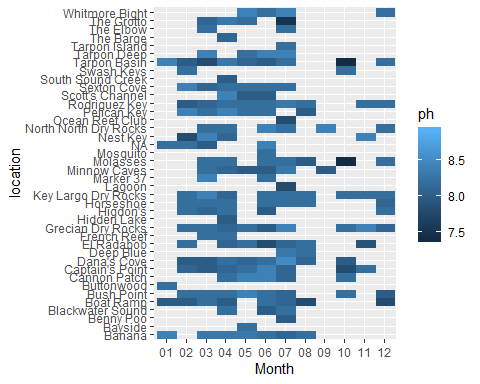 Whitmore Bight
The Grotto
The Elbow
The Barge
Tarpon Island
Tarpon Deep
Tarpon Basin
Swash Keys
South Sound Creek
Sexton Cove
Scott's Channel
Rodriguez Key
Pelican Key
Ocean Reef Club
North North Dry Rocks
Nest Key
NA
Mosquito
Molasses
Minnow Caves
Marker 37
Lagoon
Key Largo Dry Rocks
Horseshoe
Higdon's
Hidden Lake
Grecian Dry Rocks
French Reef
El Radabob
Deep Blue
Dana's Cove
Captain's Point
Cannon Patch
Buttonwood
Bush Point
Boat Ramp
Blackwater Sound
Benny Poo
Bayside
Banana
location
01 02 03 04 05 06 07 08 09 10 11 12
Month
ph
8.5
8.0
7.5